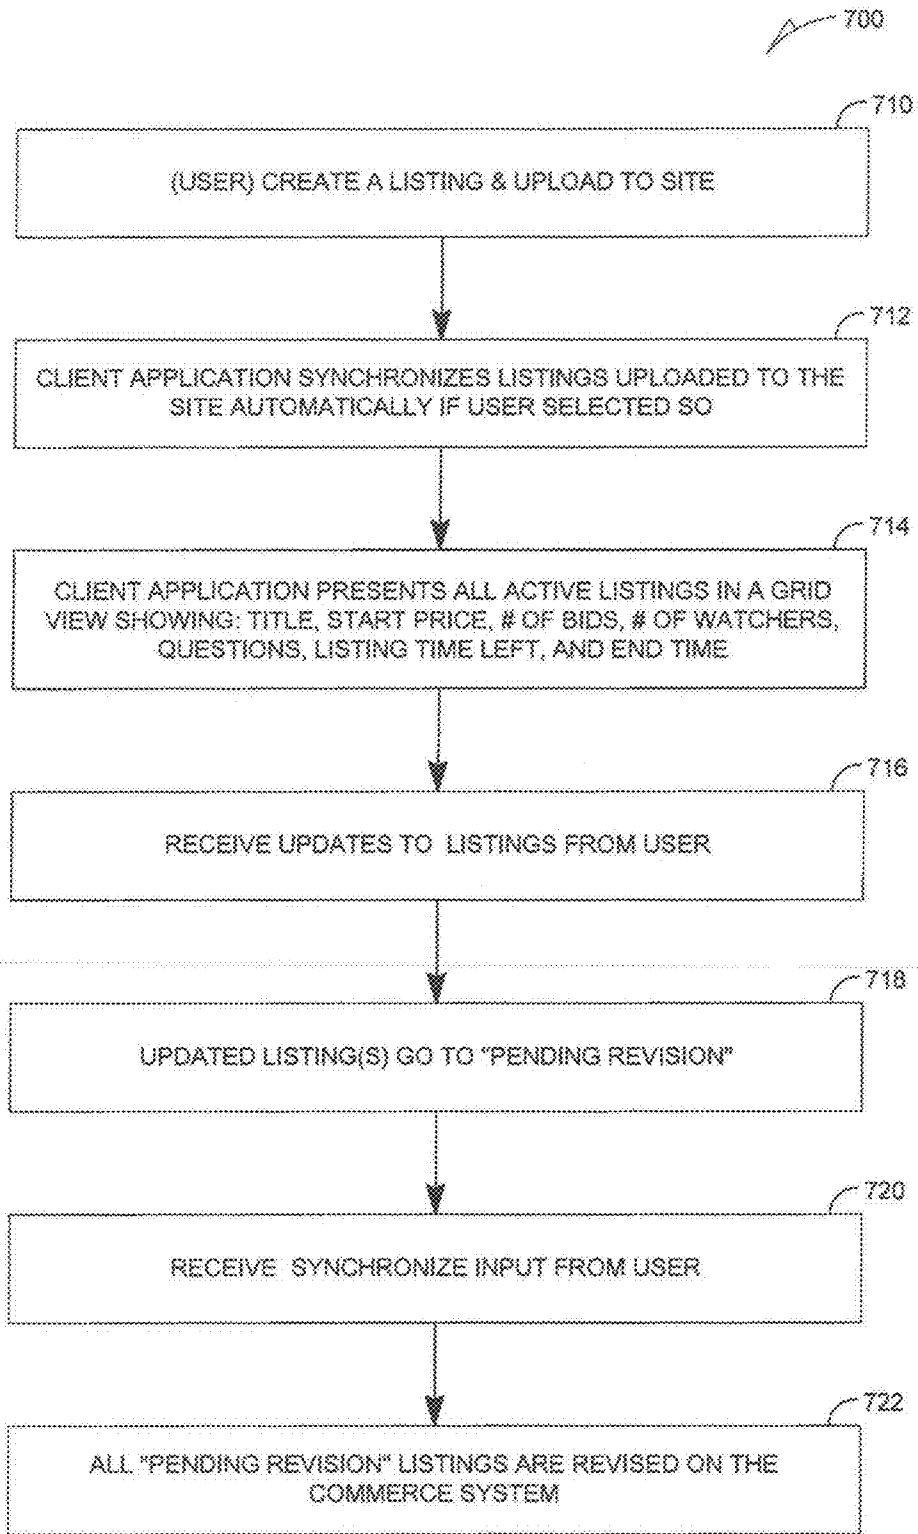 700
710
(USER) CREATE A LISTING & UPLOAD TO SITE
712
CLIENT APPLICATION SYNCHRONIZES LISTINGS UPLOADED TO THE
SITE AUTOMATICALLY IF USER SELECTED SO
714
CLIENT APPLICATION PRESENTS ALL ACTIVE LISTINGS IN A GRID
VIEW SHOWING: TITLE, START PRICE, # OF BIDS, # OF WATCHERS,
QUESTIONS, LISTING TIME LEFT, AND END TIME
716
RECEIVE UPDATES TO LISTINGS FROM USER
718
UPDATED LISTING(S) GO TO "PENDING REVISION"
720
RECEIVE SYNCHRONIZE INPUT FROM USER
722
ALL "PENDING REVISION" LISTINGS ARE REVISED ON THE
COMMERCE SYSTEM